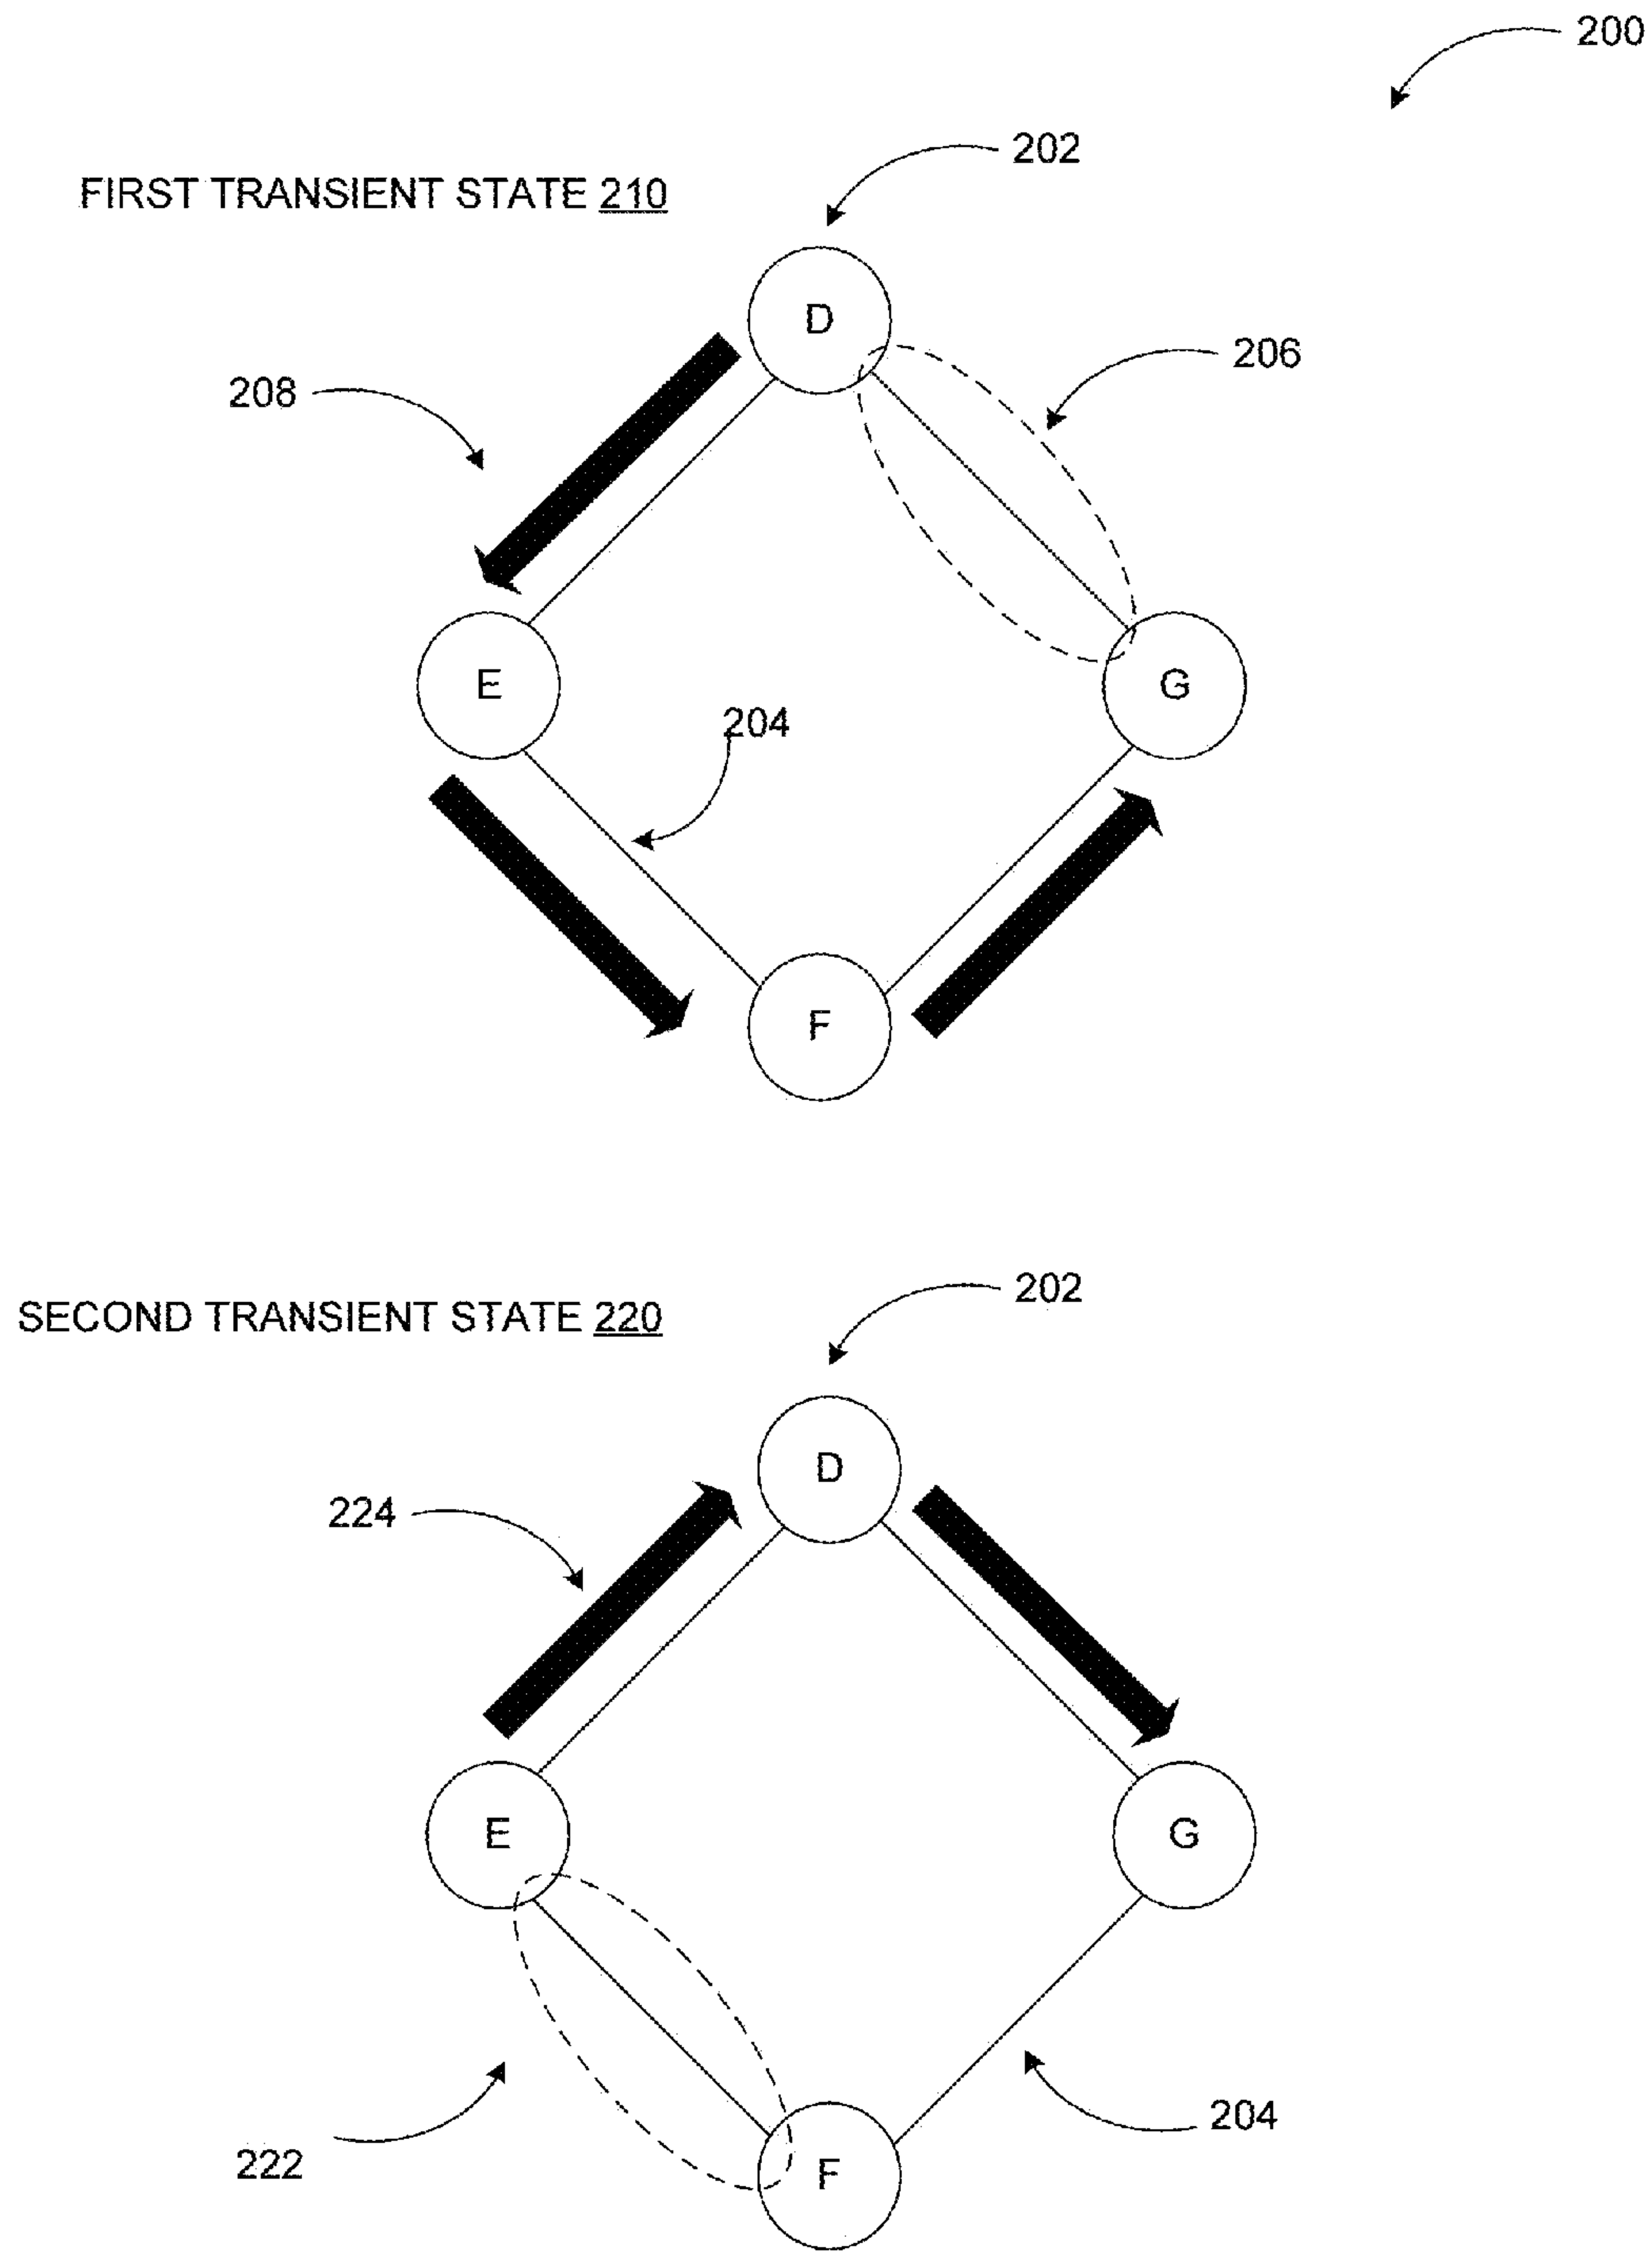 200
202
FIRST TRANSIENT STATE 210
D
206
208
E
G
204
F
202
SECOND TRANSIENT STATE 220
D
224
E
G
204
222
F